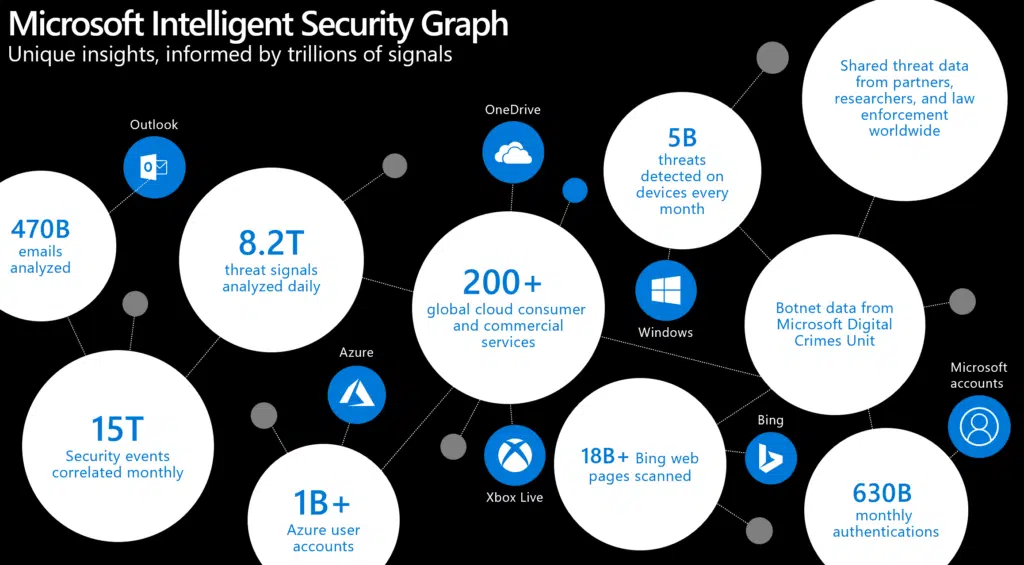 Microsoft Intelligent Security Graph
Unique insights, informed by trillions of signals
Outlook
470B
emails
analyzed
8.2T
threat signals
analyzed daily
OneDrive
200+
global cloud consumer
and commercial
services
5B
threats
detected on
devices every
month
Windows
Shared threat data
from partners,
researchers, and law
enforcement
worldwide
Botnet data from
Microsoft Digital
Crimes Unit
15T
Security events
correlated monthly
Azure
1B+
Azure user
accounts
Xbox Live
18B+ Bing web
pages scanned
Bing
Microsoft
accounts
630B
monthly
authentications